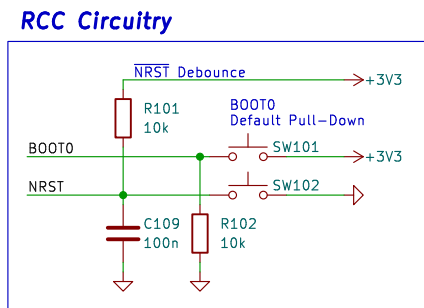 RCC Circuitry
NRST Debounce
+3V3
R101
10k
BOOT0
Default Pull-Down
BOOT0
SW101
+3V3
NRST
SW102
C109
100n
R102
10k